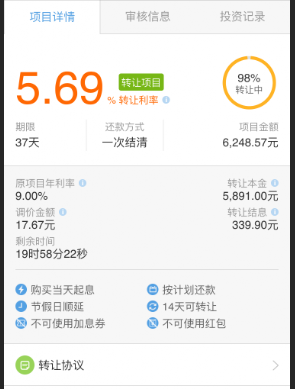 项目详情 审核信息 投资记录
5.69 转让项目
% 转让利率
98%
转让中
期限 还款方式 项目金额
37天 一次结清 6,248.57元
原项目年利率 转让本金
9.00% 5,891.00元
调价金额 转让结息
17.67元 339.90元
剩余时间
19时58分22秒
购买当天起息 按计划还款
节假日顺延 14天可转让
不可使用加息券 不可使用红包
转让协议